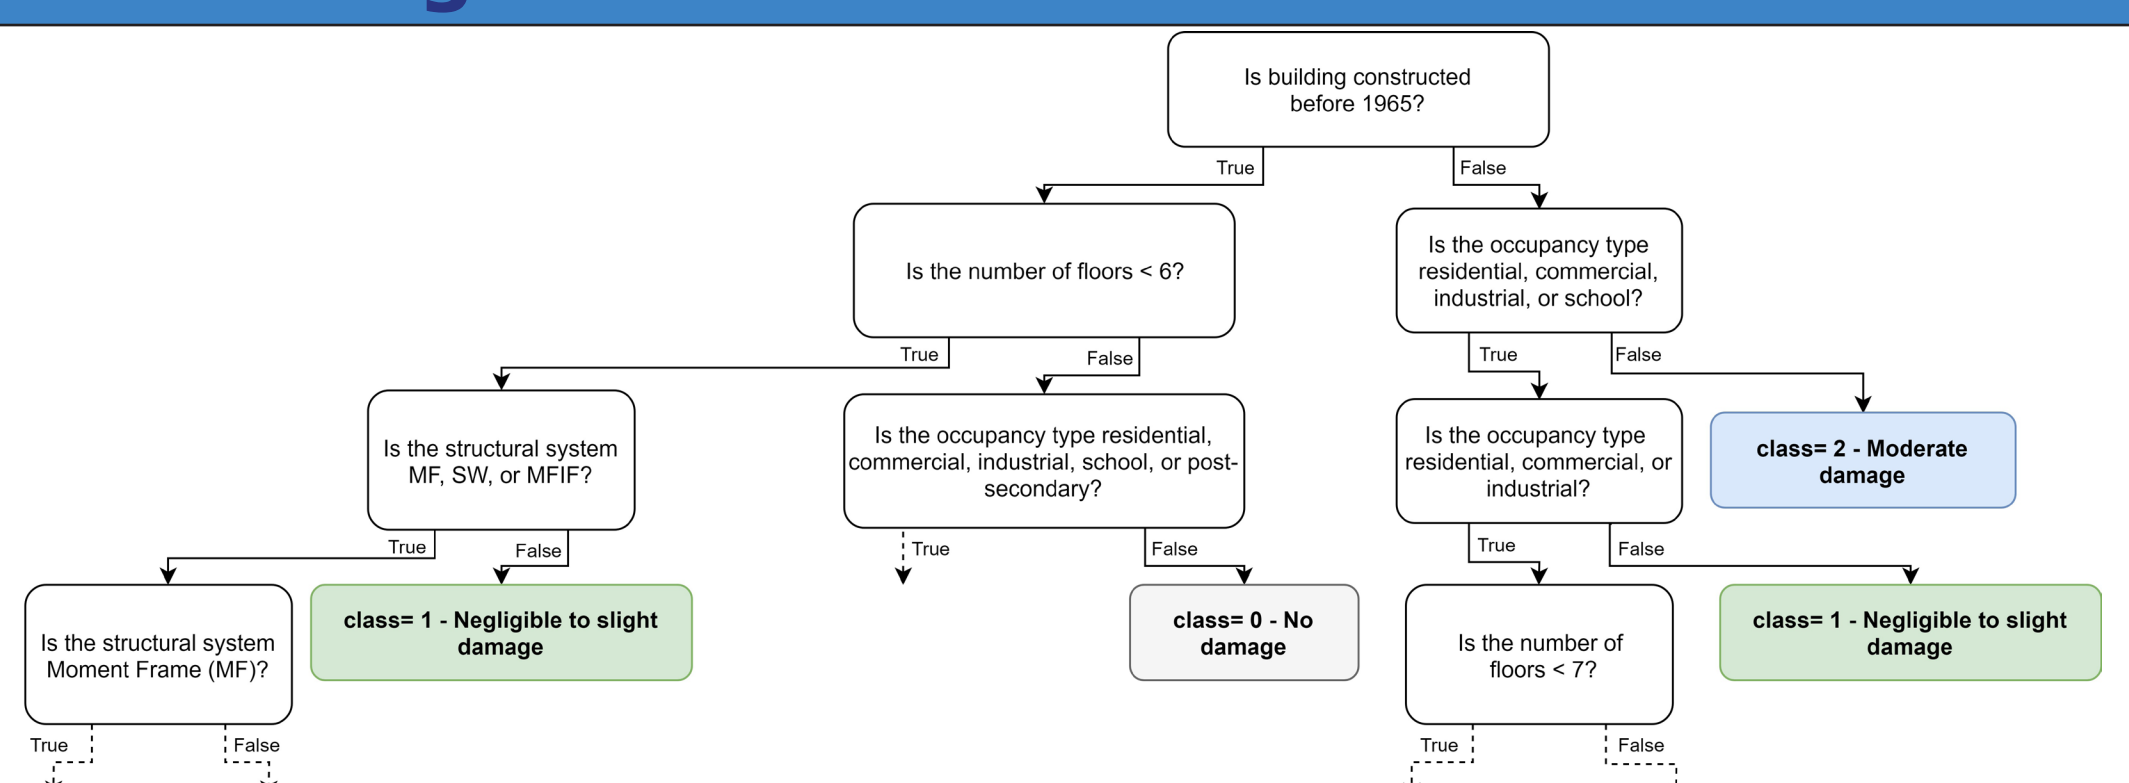 Is building constructed
before 1965?
True
False
Is the number of floors < 6?
Is the occupancy type
residential, commercial,
industrial, or school?
True
False
True
False
Is the structural system
MF, SW, or MFIF?
Is the occupancy type residential,
commercial, industrial, school, or post-
secondary?
Is the occupancy type
residential, commercial, or
industrial?
class= 2 - Moderate
damage
True
False
True
False
True
False
Is the structural system
Moment Frame (MF)?
class= 1 - Negligible to slight
damage
class= 0 - No
damage
Is the number of
floors < 7?
class= 1 - Negligible to slight
damage
True
False
True
False